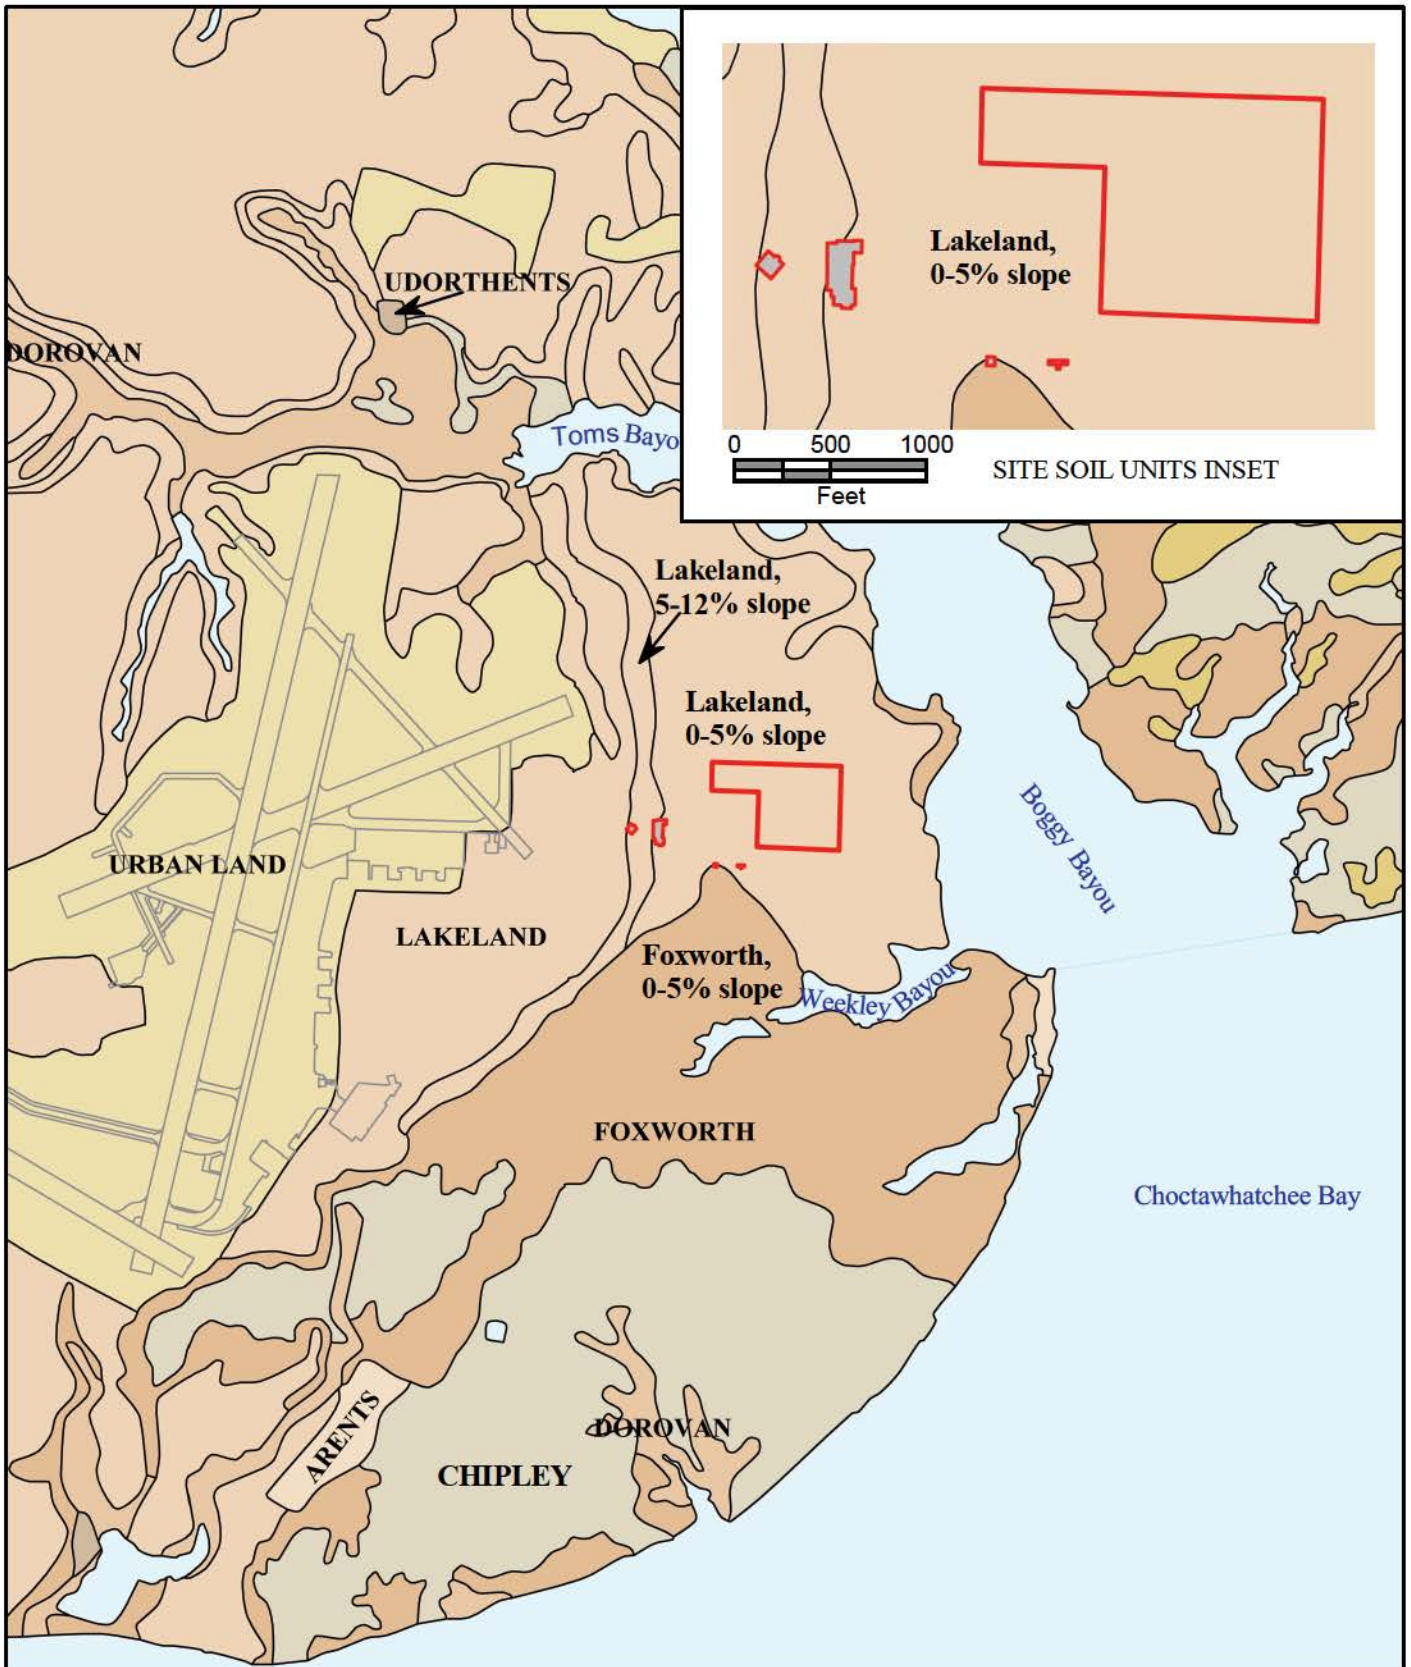 Lakeland,
0-5% slope
0 500 1000
Feet
SITE SOIL UNITS INSET
UDORTHENTS
DOROVAN
Toms Bayo
Lakeland,
5-12% slope
Lakeland,
0-5% slope
Boggy Bayou
URBAN LAND
LAKELAND
Foxworth,
0-5% slope
Weekley Bayou
FOXWORTH
Choctawhatchee Bay
ARENTS
DOROVAN
CHIPLEY